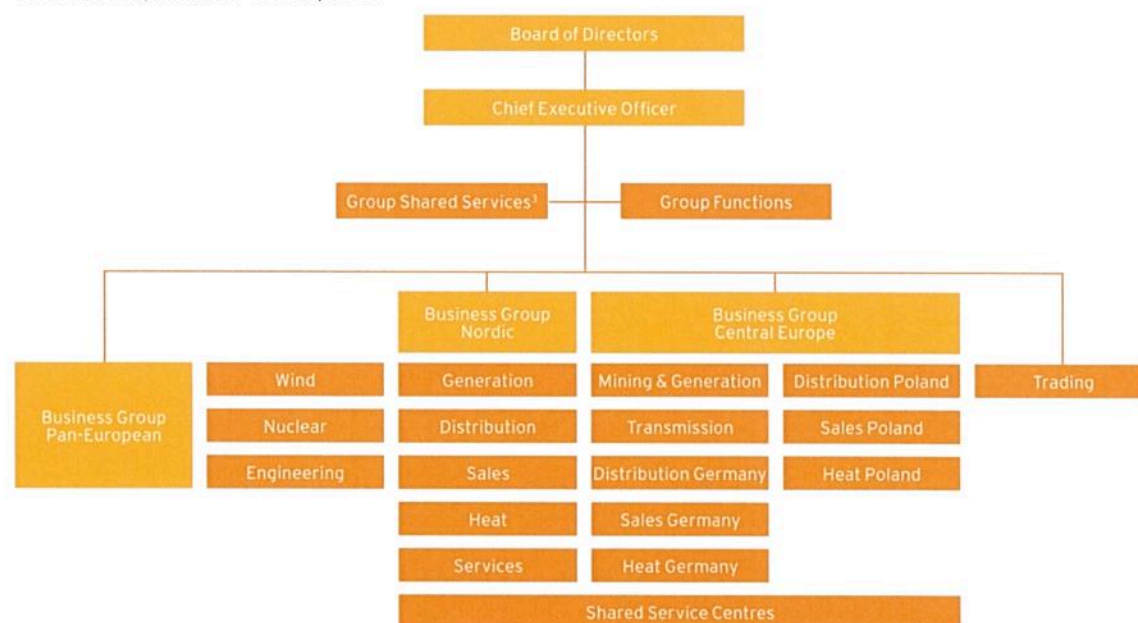 Board of Directors
Chief Executive Officer
Group Shared Services³
Group Functions
Business Group
Nordic
Business Group
Central Europe
Business Group
Pan-European
Wind
Nuclear
Engineering
Generation
Distribution
Sales
Heat
Services
Mining & Generation
Transmission
Distribution Germany
Sales Germany
Heat Germany
Distribution Poland
Sales Poland
Heat Poland
Trading
Shared Service Centres